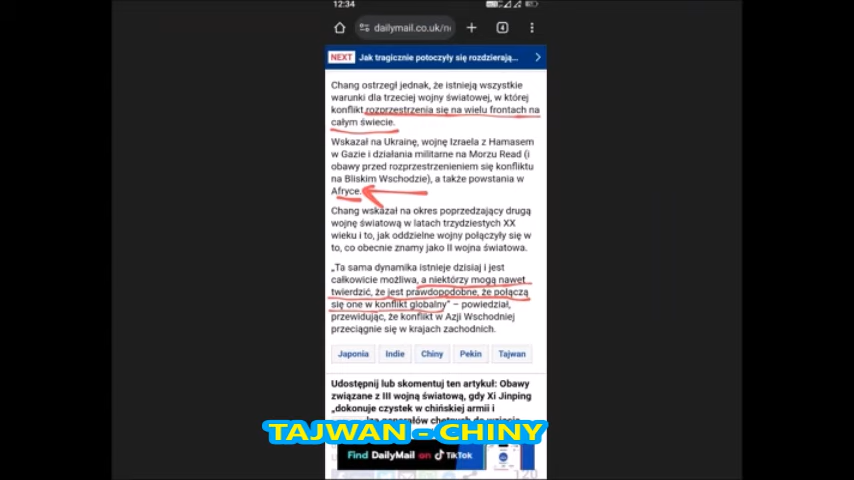 12:34
dailymail.co.uk/n
4
NEXT Jak tragicznie potoczyły się rozdzierają...
Chang ostrzegł jednak, że istnieją wszystkie
warunki dla trzeciej wojny światowej, w której
konflikt rozprzestrzenia się na wielu frontach na
całym świecie.
Wskazał na Ukrainę, wojnę Izraela z Hamasem
w Gazie i działania militarne na Morzu Read (i
obawy przed rozprzestrzenieniem się konfliktu
na Bliskim Wschodzie), a także powstania w
Afryce.
Chang wskazał na okres poprzedzający drugą
wojnę światową w latach trzydziestych XX
wieku i to, jak oddzielne wojny połączyły się w
to, co obecnie znamy jako II wojna światowa.
„Ta sama dynamika istnieje dzisiaj i jest
całkowicie możliwa, a niektórzy mogą nawet
twierdzić, że jest prawdopodobne, że połączą
się one w konflikt globalny” – powiedział,
przewidując, że konflikt w Azji Wschodniej
przeciągnie się w krajach zachodnich.
Japonia Indie Chiny Pekin Tajwan
Udostępnij lub skomentuj ten artykuł: Obawy
związane z III wojną światową, gdy Xi Jinping
„dokonuje czystek w chińskiej armii i
generałów chętnych do wzięcia
TAJWAN - CHINY
Find DailyMail on TikTok
120